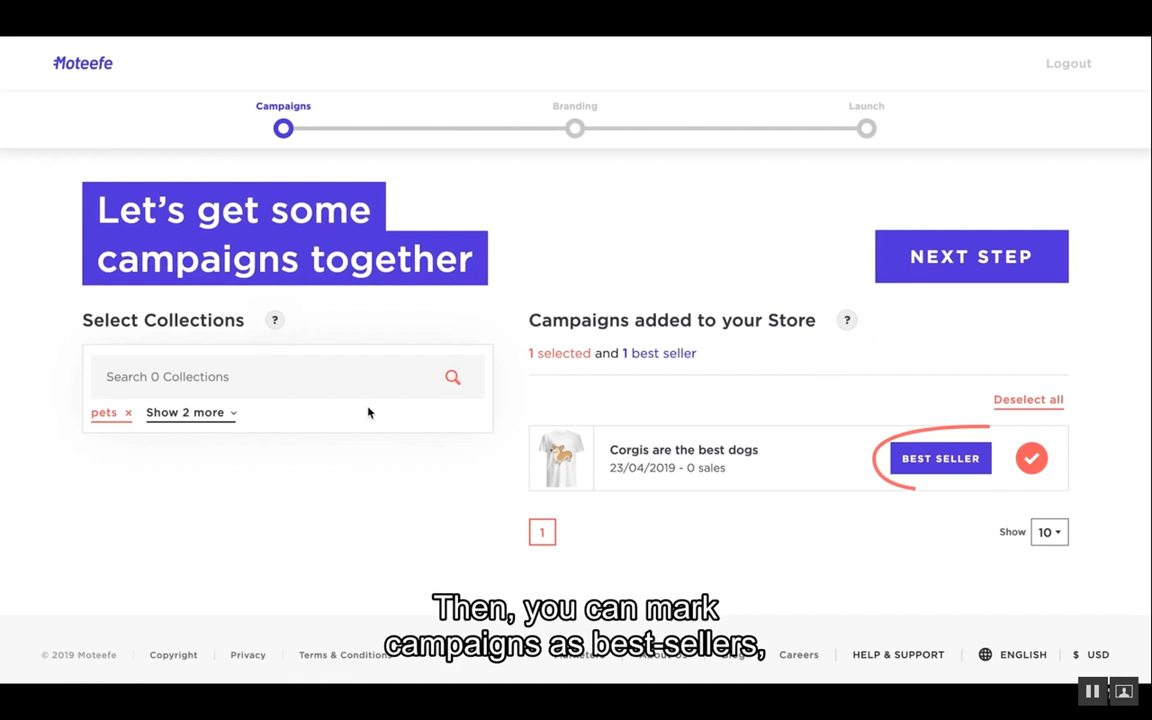 Moteefe
Logout
Campaigns
Branding
Launch
Let's get some
campaigns together
NEXT STEP
Select Collections ?
Campaigns added to your Store ?
1 selected and 1 best seller
Search 0 Collections
pets × Show 2 more
Deselect all
Corgis are the best dogs
23/04/2019 - 0 sales
BEST SELLER
1
Show 10
Then, you can mark
campaigns as best-sellers,
© 2019 Moteefe
Copyright
Privacy
Terms & Conditions
Careers
HELP & SUPPORT
ENGLISH
$ USD